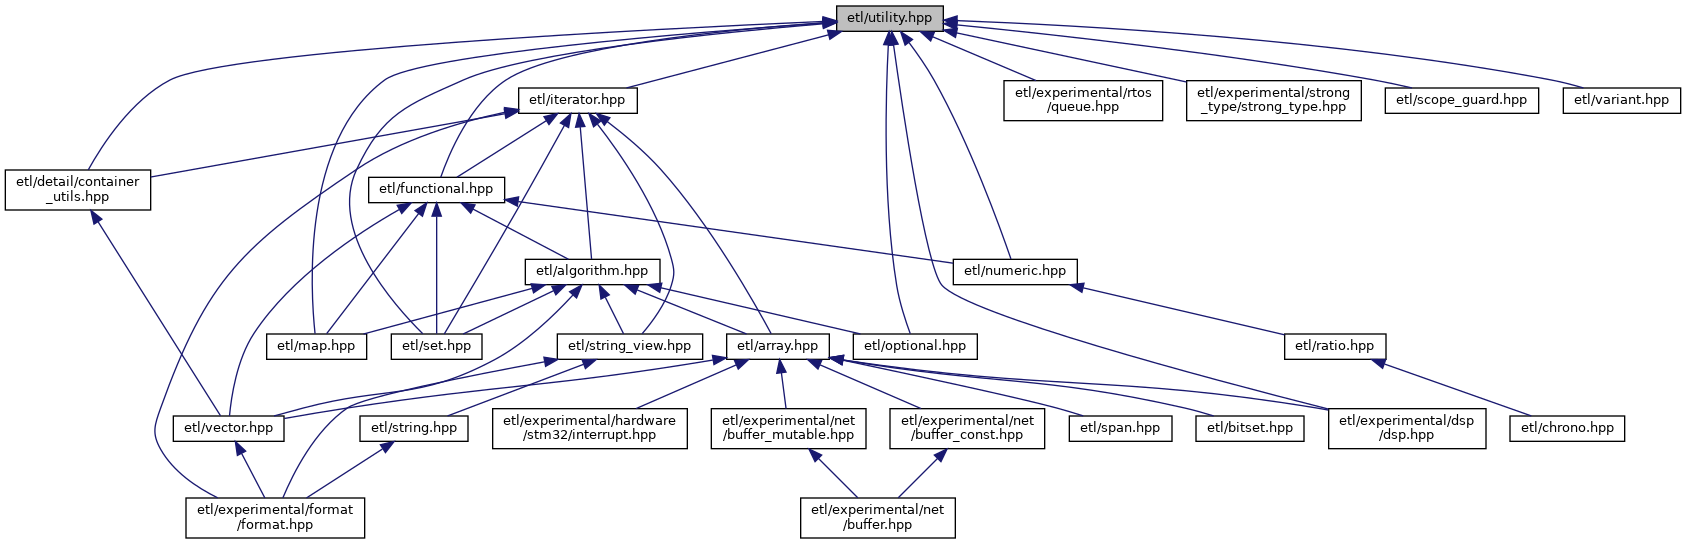 etl/utility.hpp
etl/iterator.hpp
etl/experimental/rtos
/queue.hpp
etl/experimental/strong
_type/strong_type.hpp
etl/scope_guard.hpp
etl/variant.hpp
etl/detail/container
_utils.hpp
etl/functional.hpp
etl/algorithm.hpp
etl/numeric.hpp
etl/map.hpp
etl/set.hpp
etl/string_view.hpp
etl/array.hpp
etl/optional.hpp
etl/ratio.hpp
etl/vector.hpp
etl/string.hpp
etl/experimental/hardware
/stm32/interrupt.hpp
etl/experimental/net
/buffer_mutable.hpp
etl/experimental/net
/buffer_const.hpp
etl/span.hpp
etl/bitset.hpp
etl/experimental/dsp
/dsp.hpp
etl/chrono.hpp
etl/experimental/format
/format.hpp
etl/experimental/net
/buffer.hpp